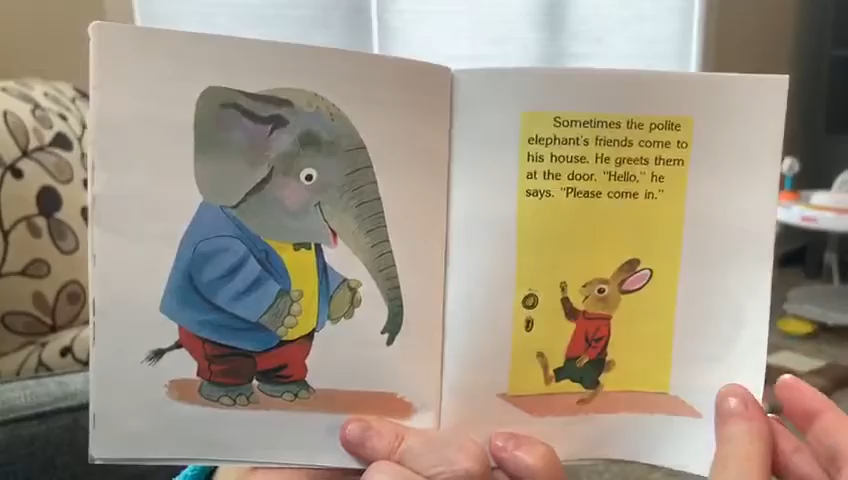 Sometimes the polite
elephant's friends come to
his house. He greets them
at the door. "Hello," he
says. "Please come in."